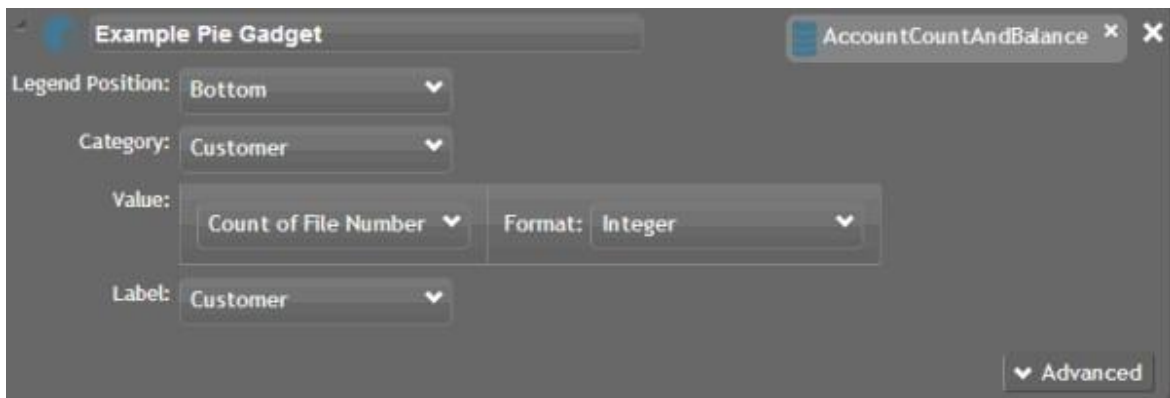 Example Pie Gadget AccountCountAndBalance
Legend Position: Bottom
Category: Customer
Value: Count of File Number Format: Integer
Label: Customer
Advanced